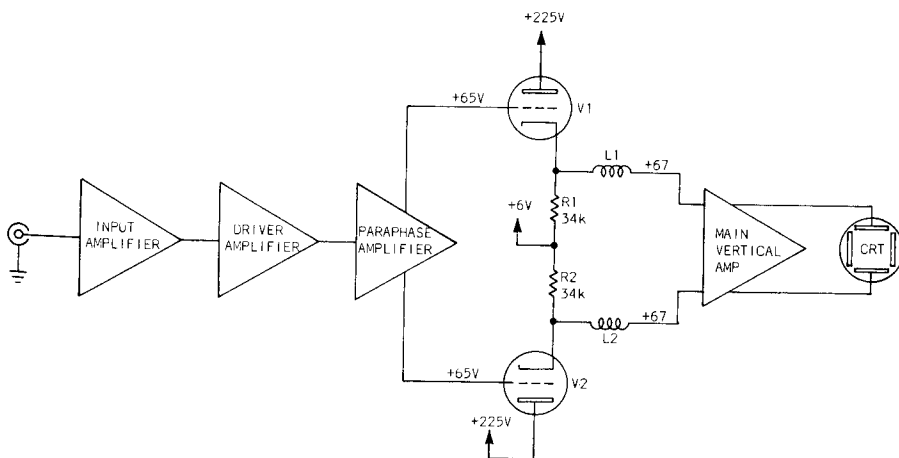 +225V
+65V
V1
L1
+67
+6V
R1
34k
INPUT
AMPLIFIER
DRIVER
AMPLIFIER
PARAPHASE
AMPLIFIER
MAIN
VERTICAL
AMP
CRT
R2
34k
L2
+67
+65V
V2
+225V